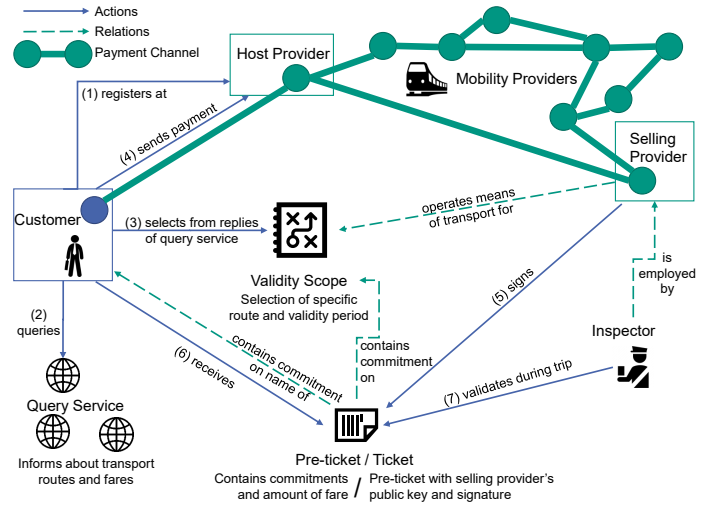 Actions
Relations
Payment Channel
Host Provider
Mobility Providers
(1) registers at
(4) sends payment
Selling
Provider
Customer
(3) selects from replies
of query service
operates means
of transport for
Validity Scope
Selection of specific
route and validity period
(5) signs
is
employed
by
(2)
queries
contains commitment
on name of
(6) receives
contains
commitment
on
Inspector
(7) validates during trip
Query Service
Informs about transport
routes and fares
Pre-ticket / Ticket
Contains commitments
and amount of fare
/
Pre-ticket with selling provider's
public key and signature